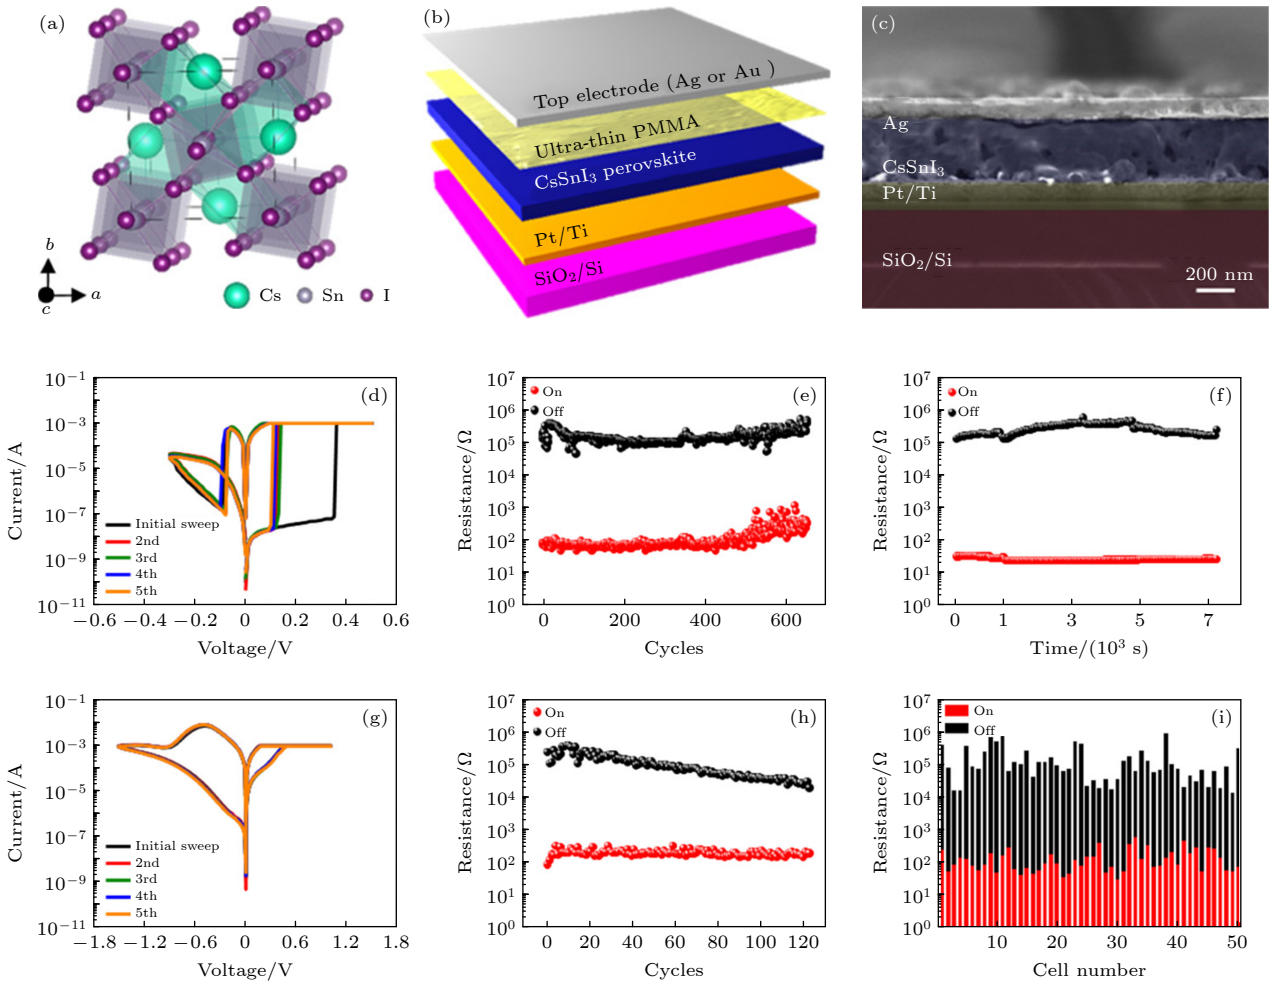 (a)
b
a
c
Cs
Sn
I
(b)
Top electrode (Ag or Au )
Ultra-thin PMMA
CsSnI₃ perovskite
Pt/Ti
SiO₂/Si
(c)
Ag
CsSnI₃
Pt/Ti
SiO₂/Si
200 nm
(d)
Current/A
10⁻¹
10⁻³
10⁻⁵
10⁻⁷
10⁻⁹
10⁻¹¹
Initial sweep
2nd
3rd
4th
5th
−0.6 −0.4 −0.2 0 0.2 0.4 0.6
Voltage/V
(e)
On
Off
Resistance/Ω
10⁷
10⁶
10⁵
10⁴
10³
10²
10¹
10⁰
0 200 400 600
Cycles
(f)
On
Off
Resistance/Ω
10⁷
10⁶
10⁵
10⁴
10³
10²
10¹
10⁰
0 1 3 5 7
Time/(10³ s)
(g)
Current/A
10⁻¹
10⁻³
10⁻⁵
10⁻⁷
10⁻⁹
10⁻¹¹
Initial sweep
2nd
3rd
4th
5th
−1.8 −1.2 −0.6 0 0.6 1.2 1.8
Voltage/V
(h)
On
Off
Resistance/Ω
10⁷
10⁶
10⁵
10⁴
10³
10²
10¹
10⁰
0 20 40 60 80 100 120
Cycles
(i)
On
Off
Resistance/Ω
10⁷
10⁶
10⁵
10⁴
10³
10²
10¹
10⁰
10 20 30 40 50
Cell number